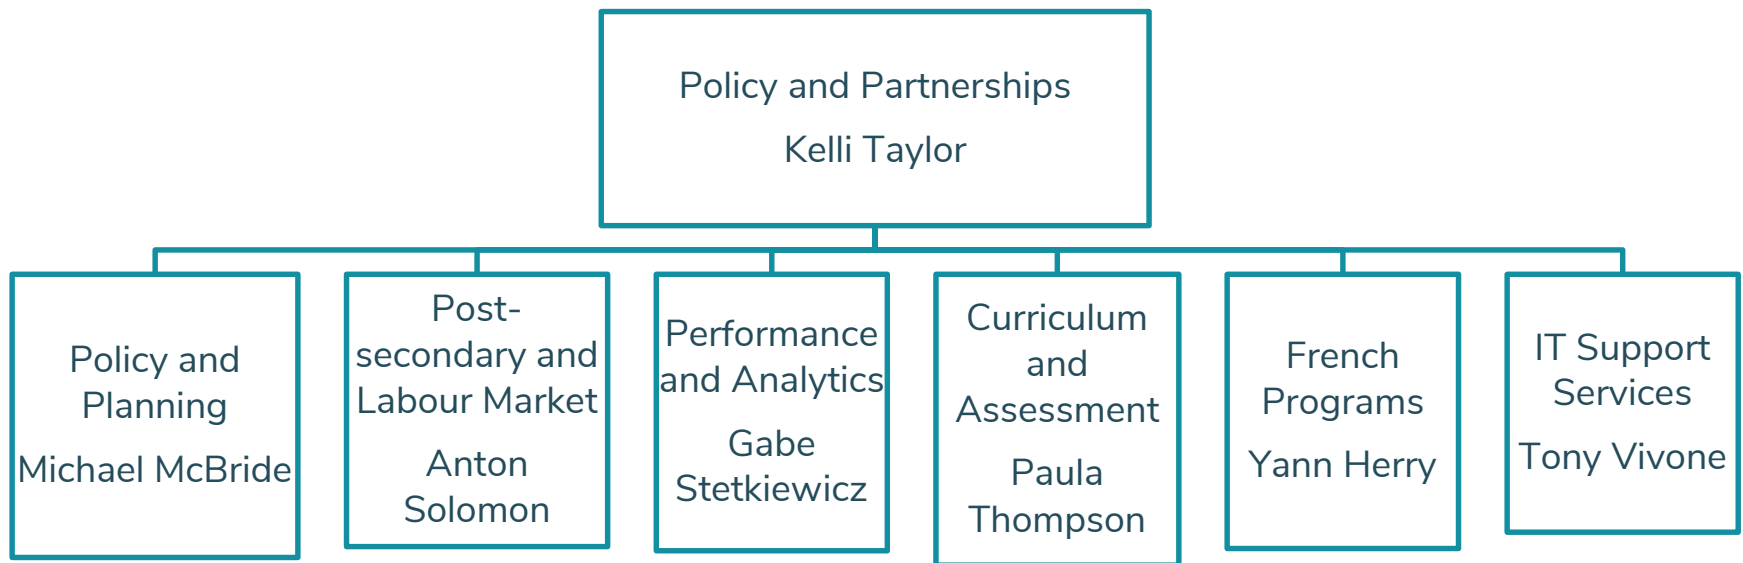 Policy and Partnerships
Kelli Taylor
Policy and
Planning
Michael McBride
Post-
secondary and
Labour Market
Anton
Solomon
Performance
and Analytics
Gabe
Stetkiewicz
Curriculum
and
Assessment
Paula
Thompson
French
Programs
Yann Herry
IT Support
Services
Tony Vivone